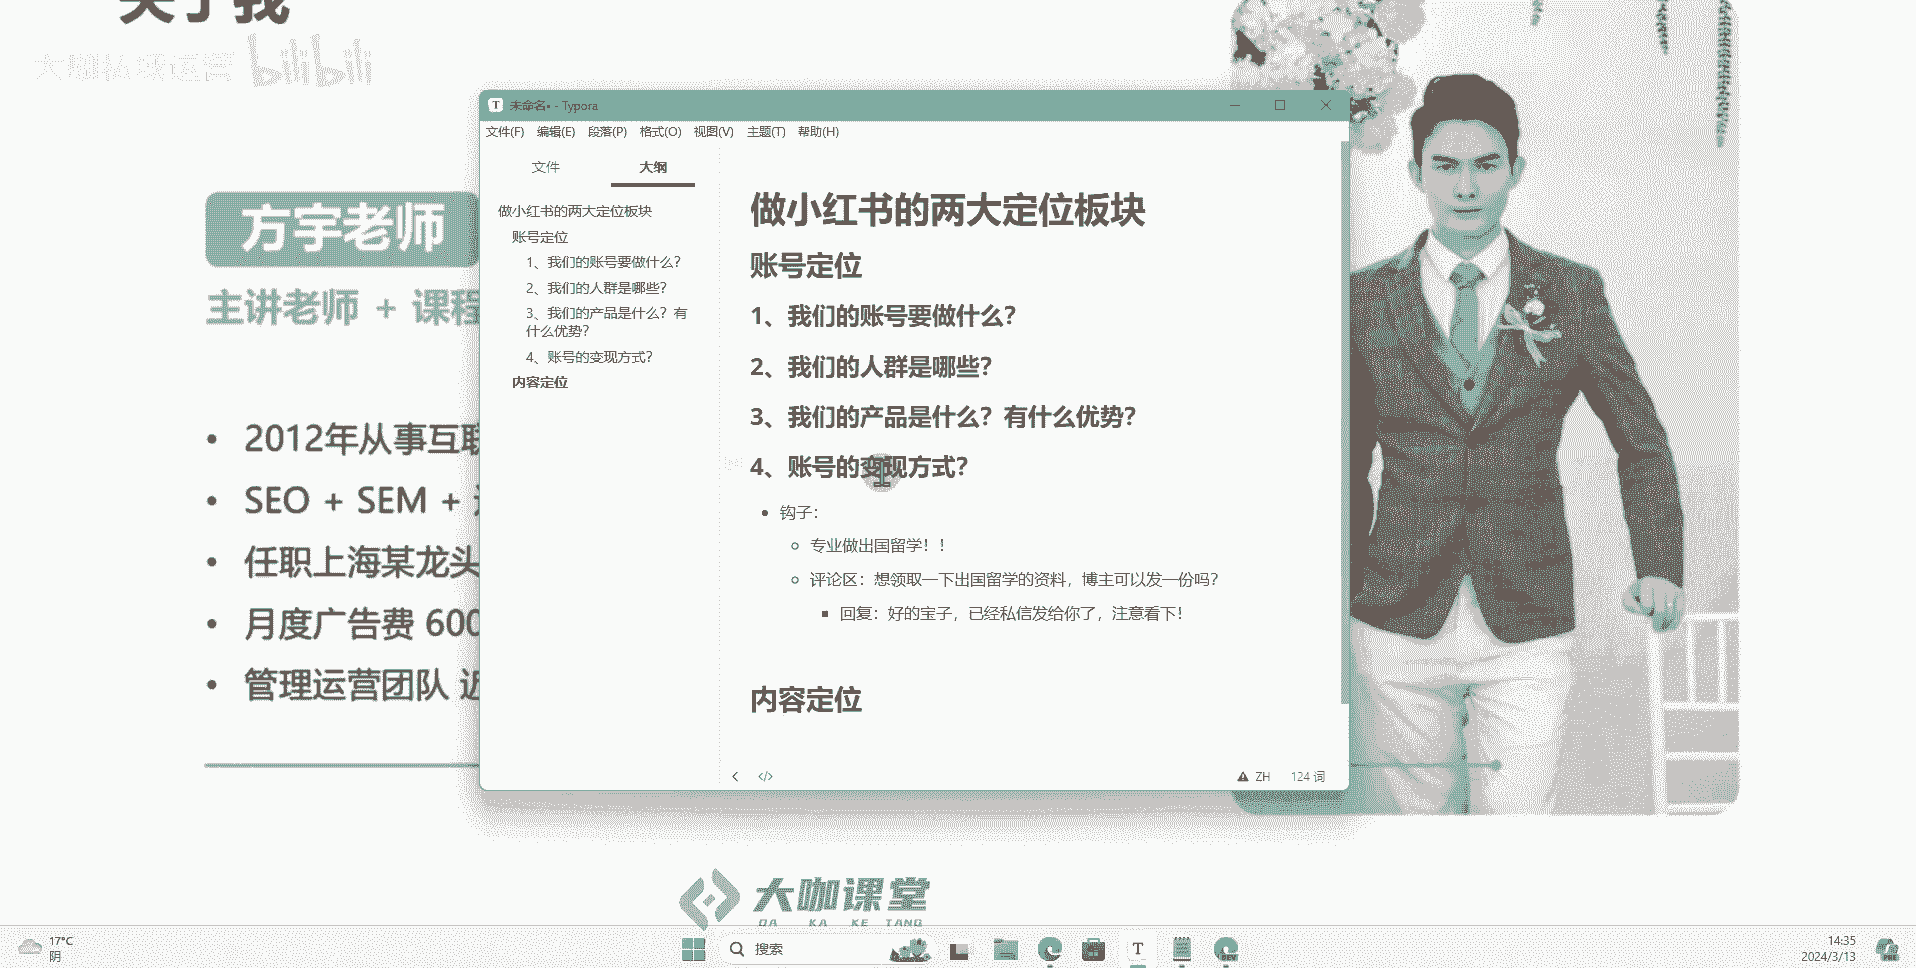 关于我
大咖私域运营 bilibili
方宇老师
主讲老师 + 课程
2012年从事互联
SEO + SEM +
任职上海某龙头
月度广告费 600
管理运营团队 近
未命名• - Typora
文件(F) 编辑(E) 段落(P) 格式(O) 视图(V) 主题(T) 帮助(H)
文件 大纲
做小红书的两大定位板块
账号定位
1、我们的账号要做什么？
2、我们的人群是哪些？
3、我们的产品是什么？有
什么优势？
4、账号的变现方式？
内容定位
做小红书的两大定位板块
账号定位
1、我们的账号要做什么？
2、我们的人群是哪些？
3、我们的产品是什么？有什么优势？
4、账号的变现方式？
钩子：
专业做出国留学！！
评论区：想领取一下出国留学的资料，博主可以发一份吗？
回复：好的宝子，已经私信发给你了，注意看下！
内容定位
ZH 124 词
大咖课堂
DA KA KE TANG
17°C
阴
搜索
14:35
2024/3/13